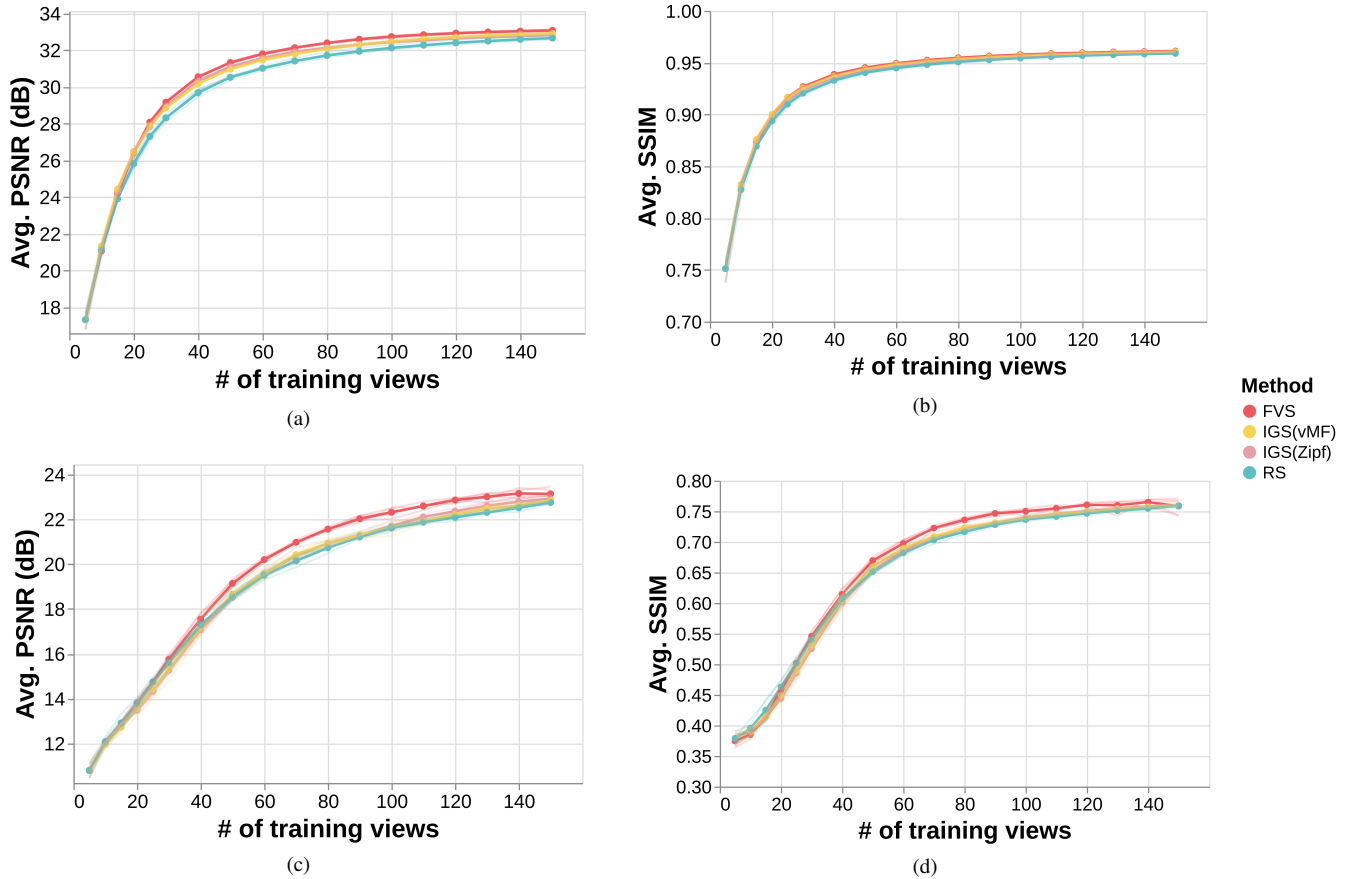 34
32
30
28
26
24
22
20
18
Avg. PSNR (dB)
0 20 40 60 80 100 120 140
# of training views
(a)
1.00
0.95
0.90
0.85
0.80
0.75
0.70
Avg. SSIM
0 20 40 60 80 100 120 140
# of training views
(b)
Method
FVS
IGS(vMF)
IGS(Zipf)
RS
24
22
20
18
16
14
12
Avg. PSNR (dB)
0 20 40 60 80 100 120 140
# of training views
(c)
0.80
0.75
0.70
0.65
0.60
0.55
0.50
0.45
0.40
0.35
0.30
Avg. SSIM
0 20 40 60 80 100 120 140
# of training views
(d)